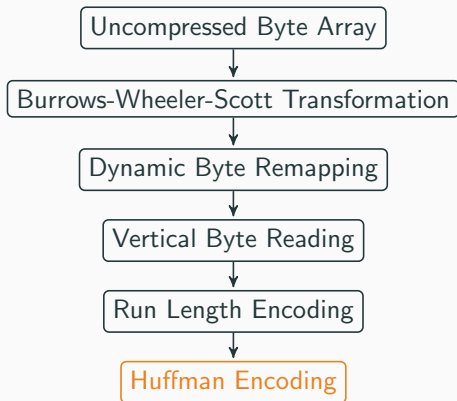 Uncompressed Byte Array
Burrows-Wheeler-Scott Transformation
Dynamic Byte Remapping
Vertical Byte Reading
Run Length Encoding
Huffman Encoding